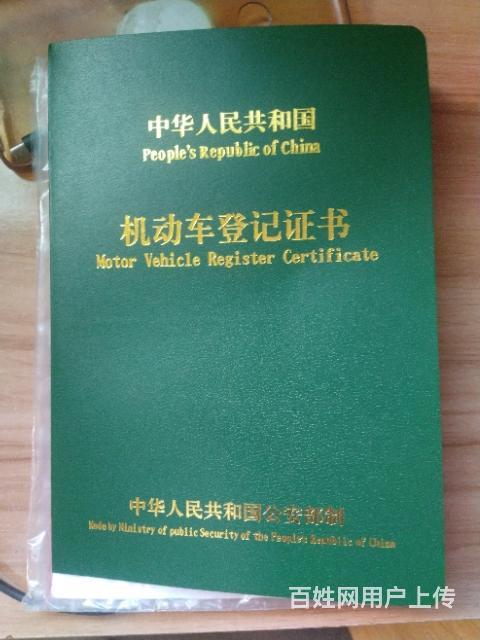 中华人民共和国
People's Republic of China
机动车登记证书
Motor Vehicle Register Certificate
中华人民共和国公安部制
Made by Ministry of public Security of the People's Republic of China
百姓网用户上传